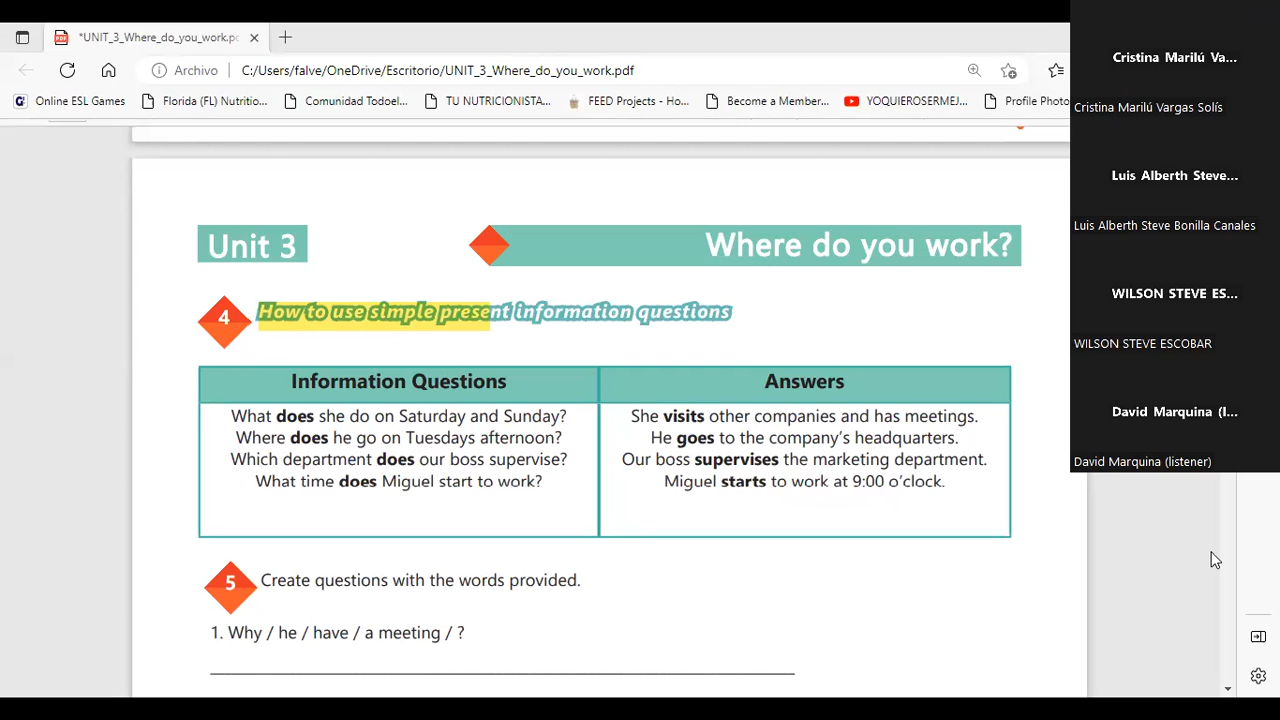 *UNIT_3_Where_do_you_work.pc
Archivo
C:/Users/falve/OneDrive/Escritorio/UNIT_3_Where_do_you_work.pdf
Online ESL Games
Florida (FL) Nutritio...
Comunidad Todoel...
TU NUTRICIONISTA...
FEED Projects - Ho...
Become a Member...
YOQUIEROSERMEJ...
Profile Photo
Unit 3
Where do you work?
4
How to use simple present information questions
Information Questions
Answers
What does she do on Saturday and Sunday?
She visits other companies and has meetings.
Where does he go on Tuesdays afternoon?
He goes to the company's headquarters.
Which department does our boss supervise?
Our boss supervises the marketing department.
What time does Miguel start to work?
Miguel starts to work at 9:00 o'clock.
5
Create questions with the words provided.
1. Why / he / have / a meeting / ?
Cristina Marilú Va...
Cristina Marilú Vargas Solís
Luis Alberth Steve...
Luis Alberth Steve Bonilla Canales
WILSON STEVE ES...
WILSON STEVE ESCOBAR
David Marquina (l...
David Marquina (listener)